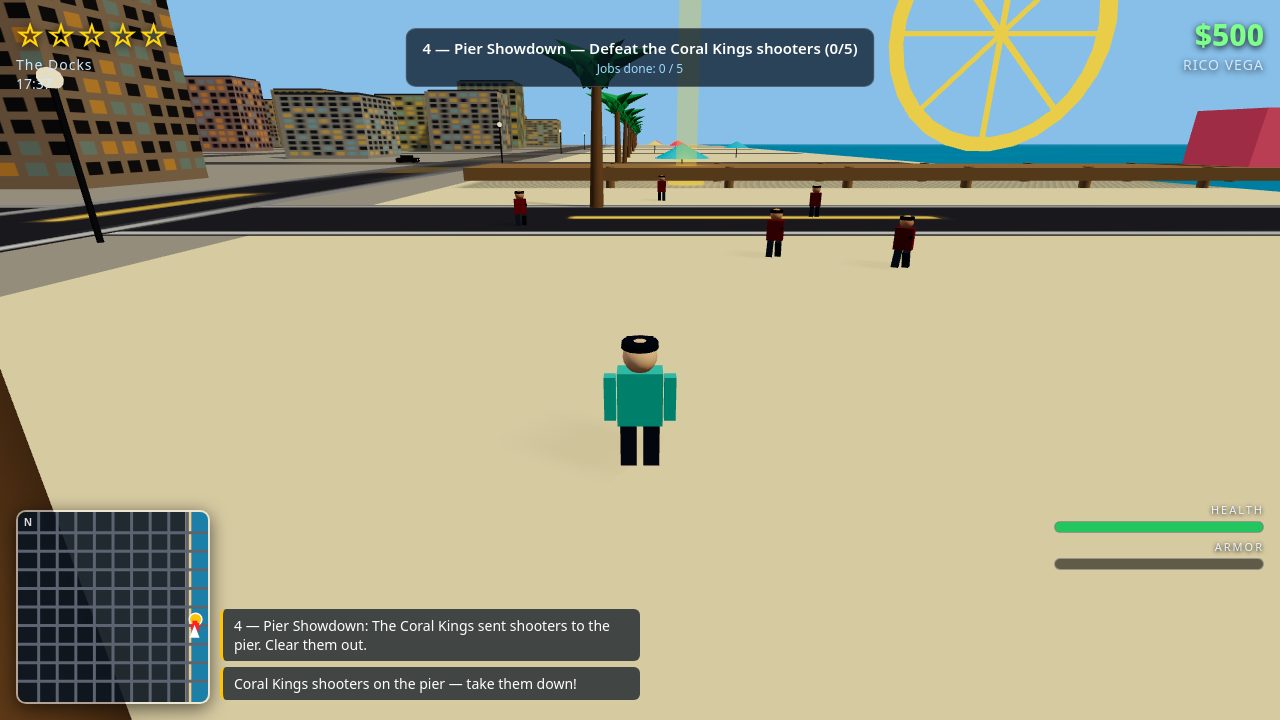 The Docks
4 — Pier Showdown — Defeat the Coral Kings shooters (0/5)
Jobs done: 0 / 5
$500
RICO VEGA
N
4 — Pier Showdown: The Coral Kings sent shooters to the
pier. Clear them out.
Coral Kings shooters on the pier — take them down!
HEALTH
ARMOR